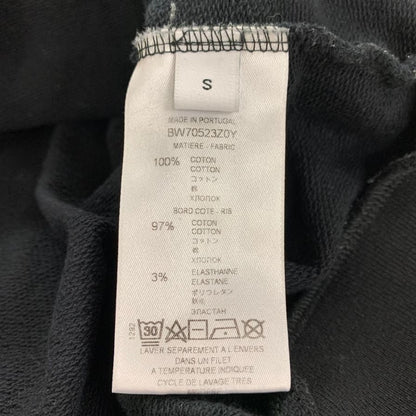 S
MADE IN PORTUGAL
BW70523Z0Y
MATIERE - FABRIC
100% COTON
COTTON
コットン
棉
ХЛОПОК
BORD COTE - RIB
97% COTON
COTTON
コットン
棉
ХЛОПОК
3% ELASTHANNE
ELASTANE
ポリウレタン
ЭЛАСТАН
1292
30
LAVER SEPAREMENT A L'ENVERS
DANS UN FILET
A TEMPERATURE INDIQUEE
CYCLE DE LAVAGE TRES